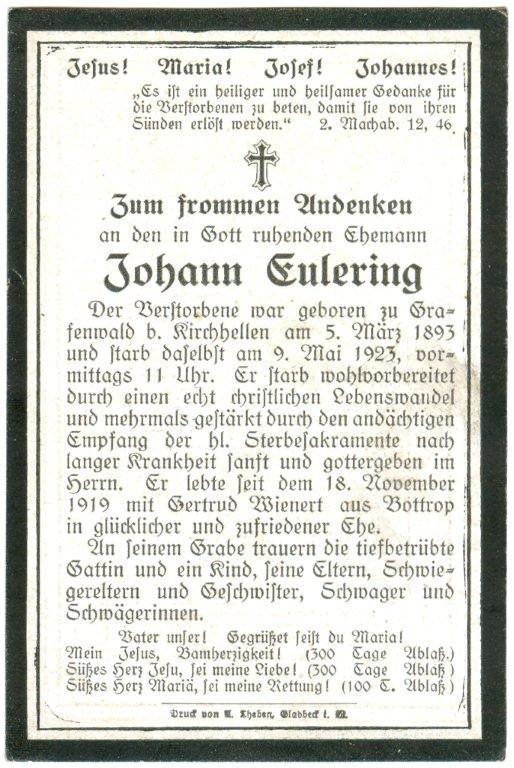 Jesus! Maria! Josef! Johannes!
„Es ist ein heiliger und heilsamer Gedanke für
die Verstorbenen zu beten, damit sie von ihren
Sünden erlöst werden.“ 2. Machab. 12, 46.
Zum frommen Andenken
an den in Gott ruhenden Ehemann
Johann Eulering
Der Verstorbene war geboren zu Gra-
fenwald b. Kirchhellen am 5. März 1893
und starb daselbst am 9. Mai 1923, vor-
mittags 11 Uhr. Er starb wohlvorbereitet
durch einen echt christlichen Lebenswandel
und mehrmals gestärkt durch den andächtigen
Empfang der hl. Sterbesakramente nach
langer Krankheit sanft und gottergeben im
Herrn. Er lebte seit dem 18. November
1919 mit Gertrud Wienert aus Bottrop
in glücklicher und zufriedener Ehe.
An seinem Grabe trauern die tiefbetrübte
Gattin und ein Kind, seine Eltern, Schwie-
gereltern und Geschwister, Schwager und
Schwägerinnen.
Vater unser! Gegrüßet seist du Maria!
Mein Jesus, Bamherzigkeit! (300 Tage Ablaß.)
Süßes Herz Jesu, sei meine Liebe! (300 Tage Ablaß)
Süßes Herz Mariä, sei meine Rettung! (100 T. Ablaß)
Druck von A. Theben, Gladbeck i. W.